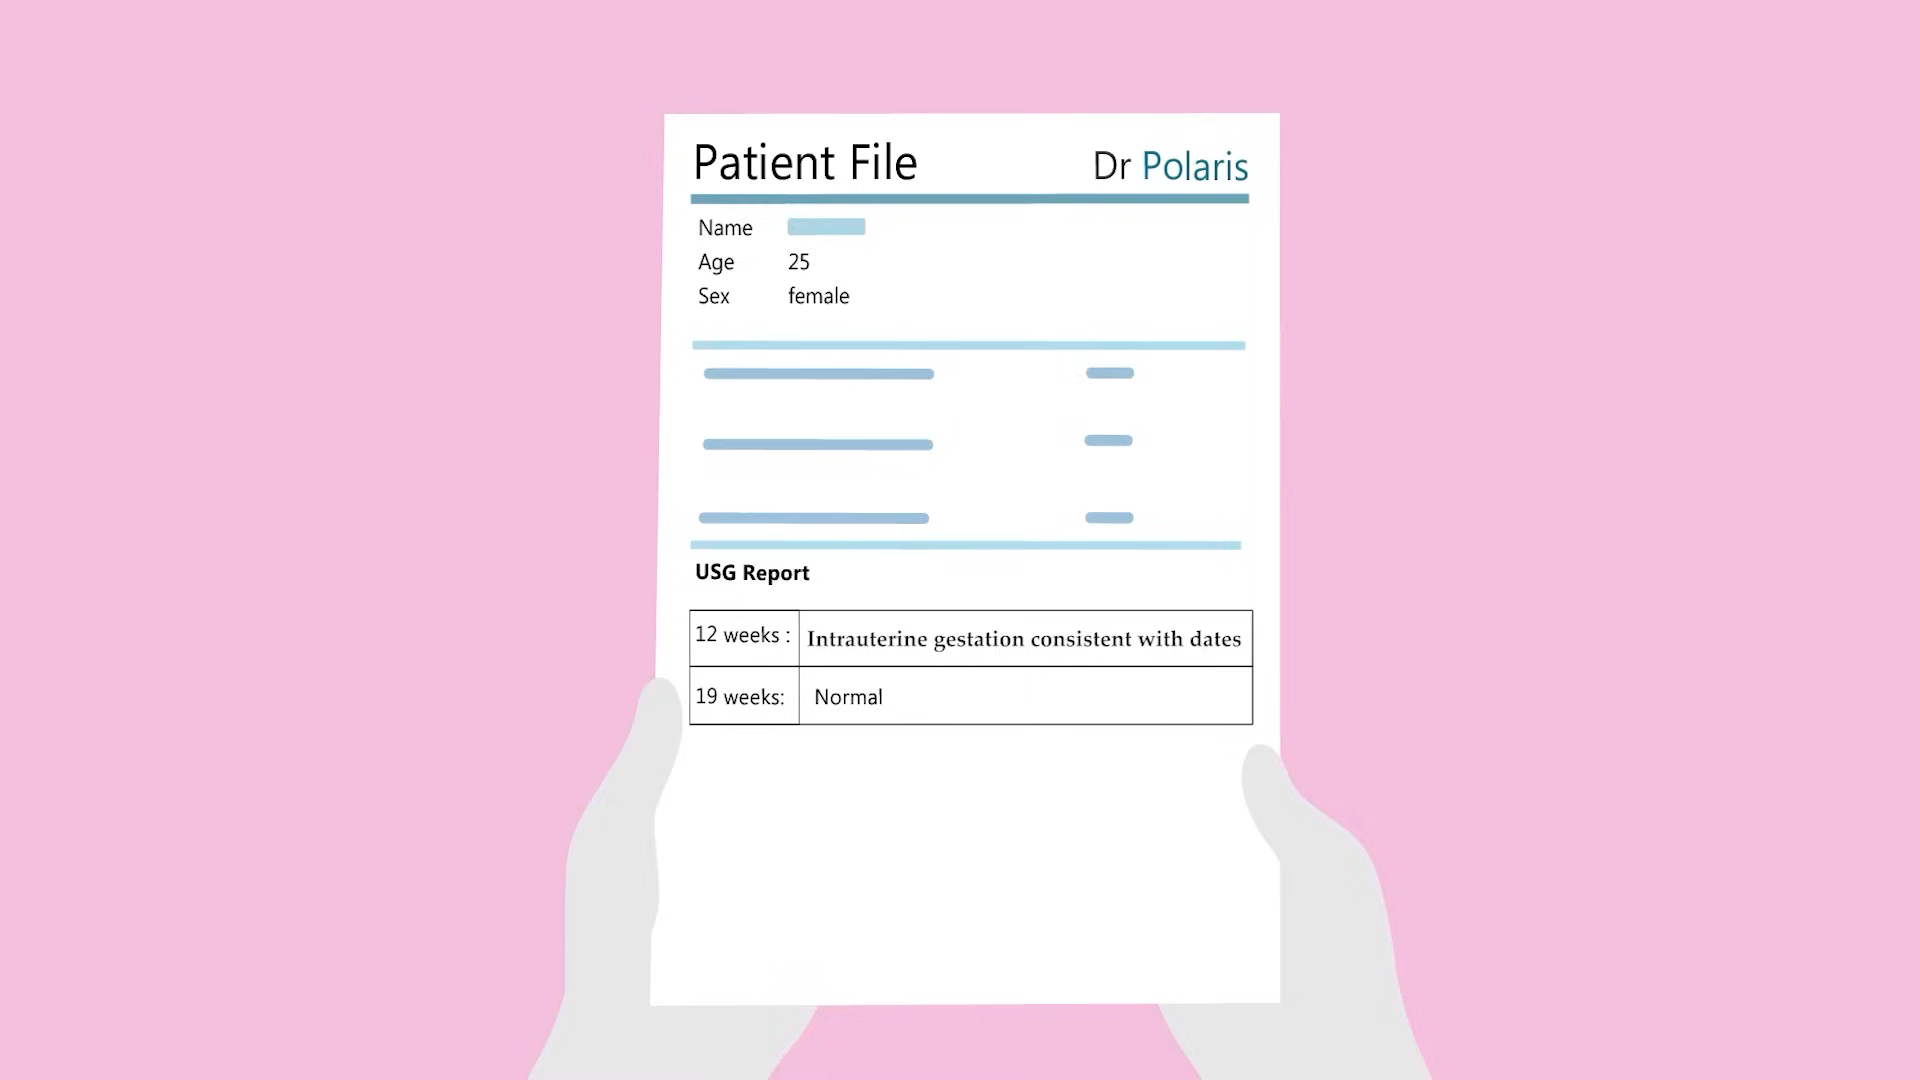 Patient File Dr Polaris
Name
Age 25
Sex female
USG Report
12 weeks : Intrauterine gestation consistent with dates
19 weeks: Normal